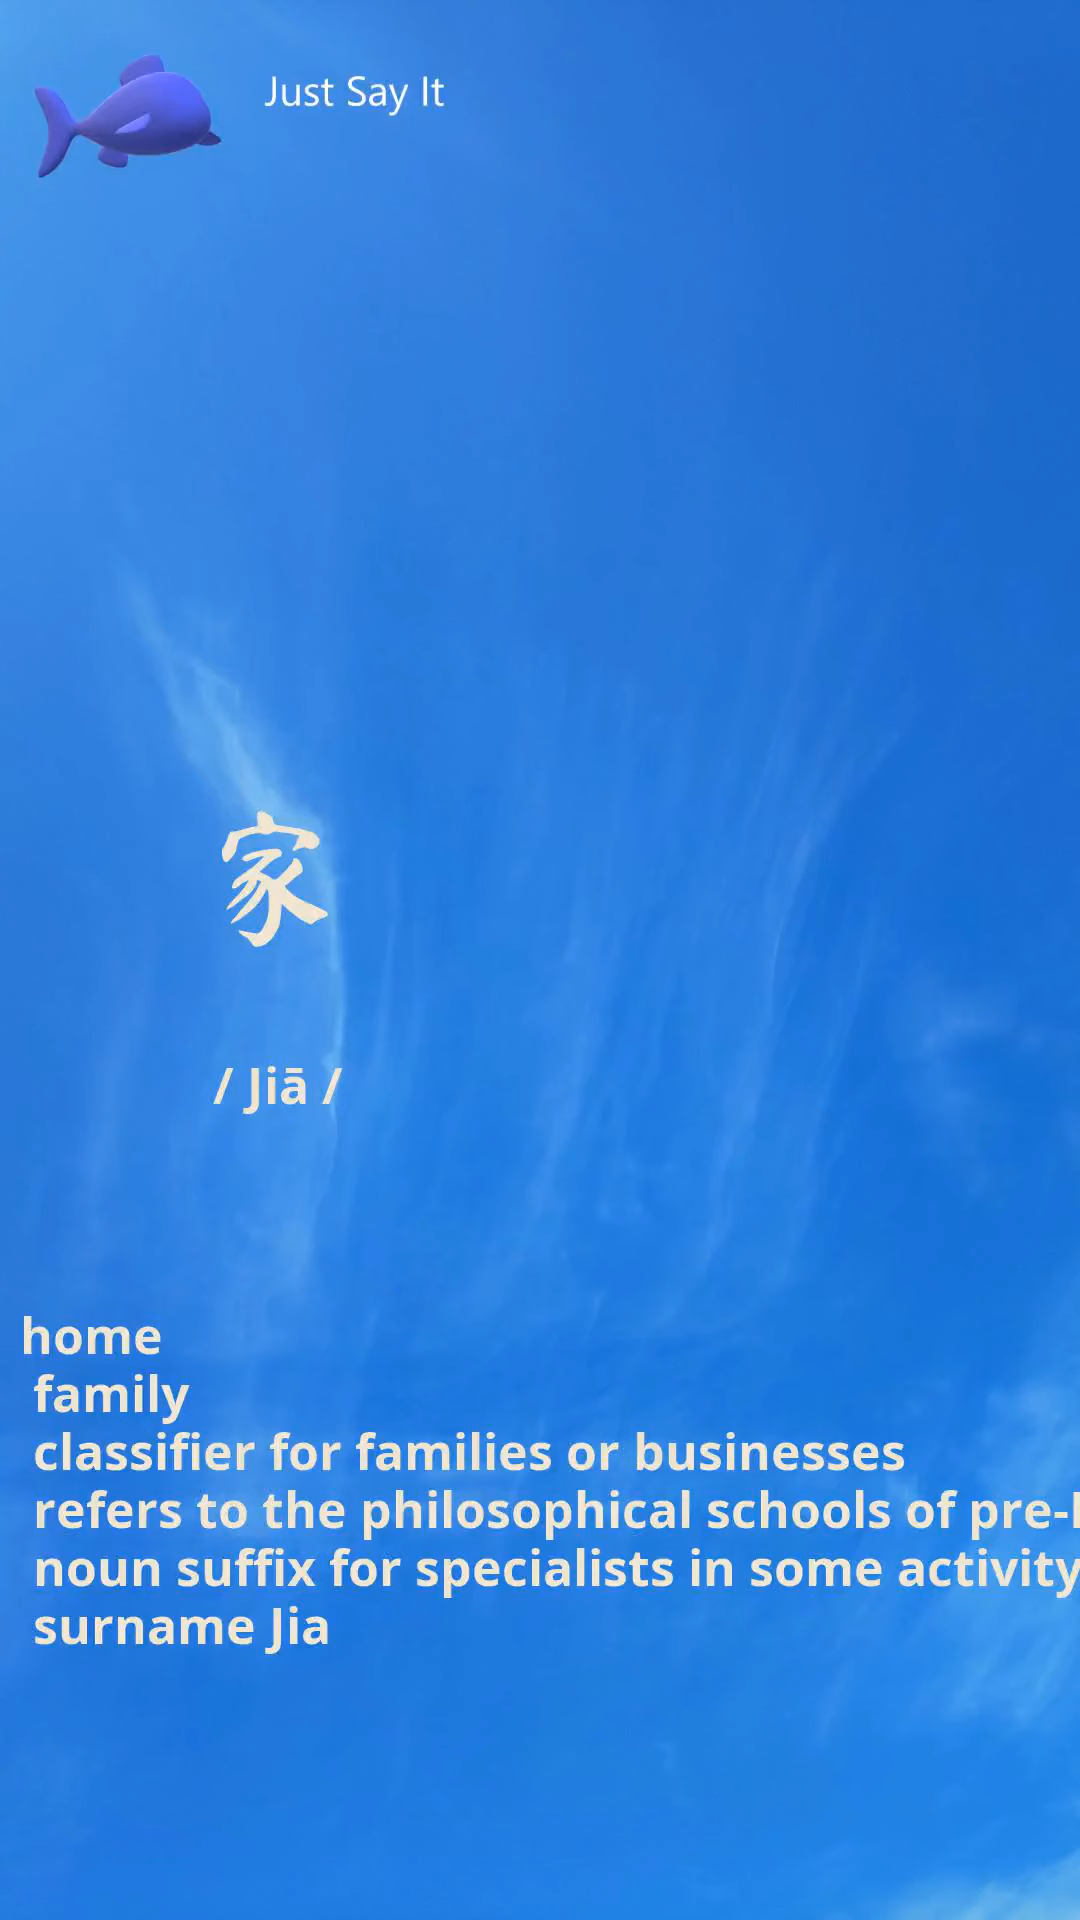 Just Say It
家
/ Jiā /
home
family
classifier for families or businesses
refers to the philosophical schools of pre-
noun suffix for specialists in some activity
surname Jia